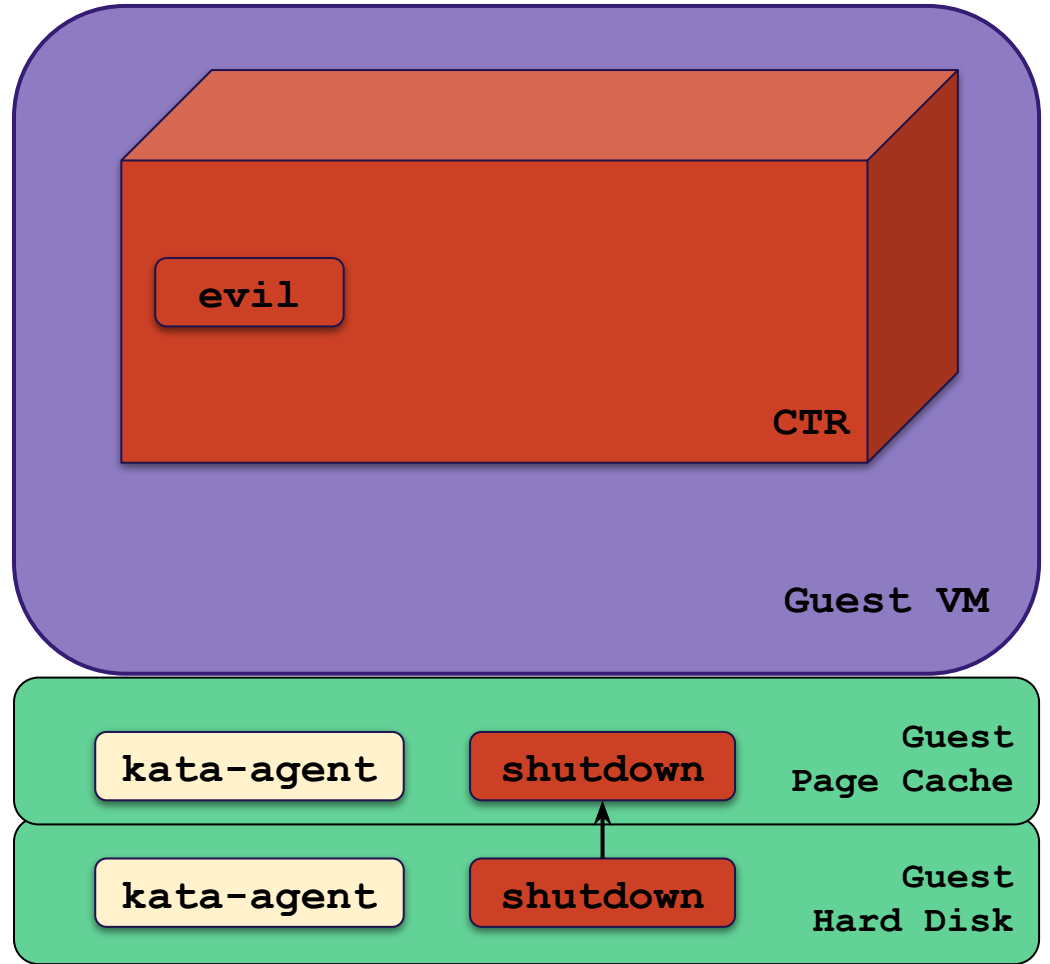 evil
CTR
Guest VM
kata-agent
shutdown
Guest
Page Cache
kata-agent
shutdown
Guest
Hard Disk